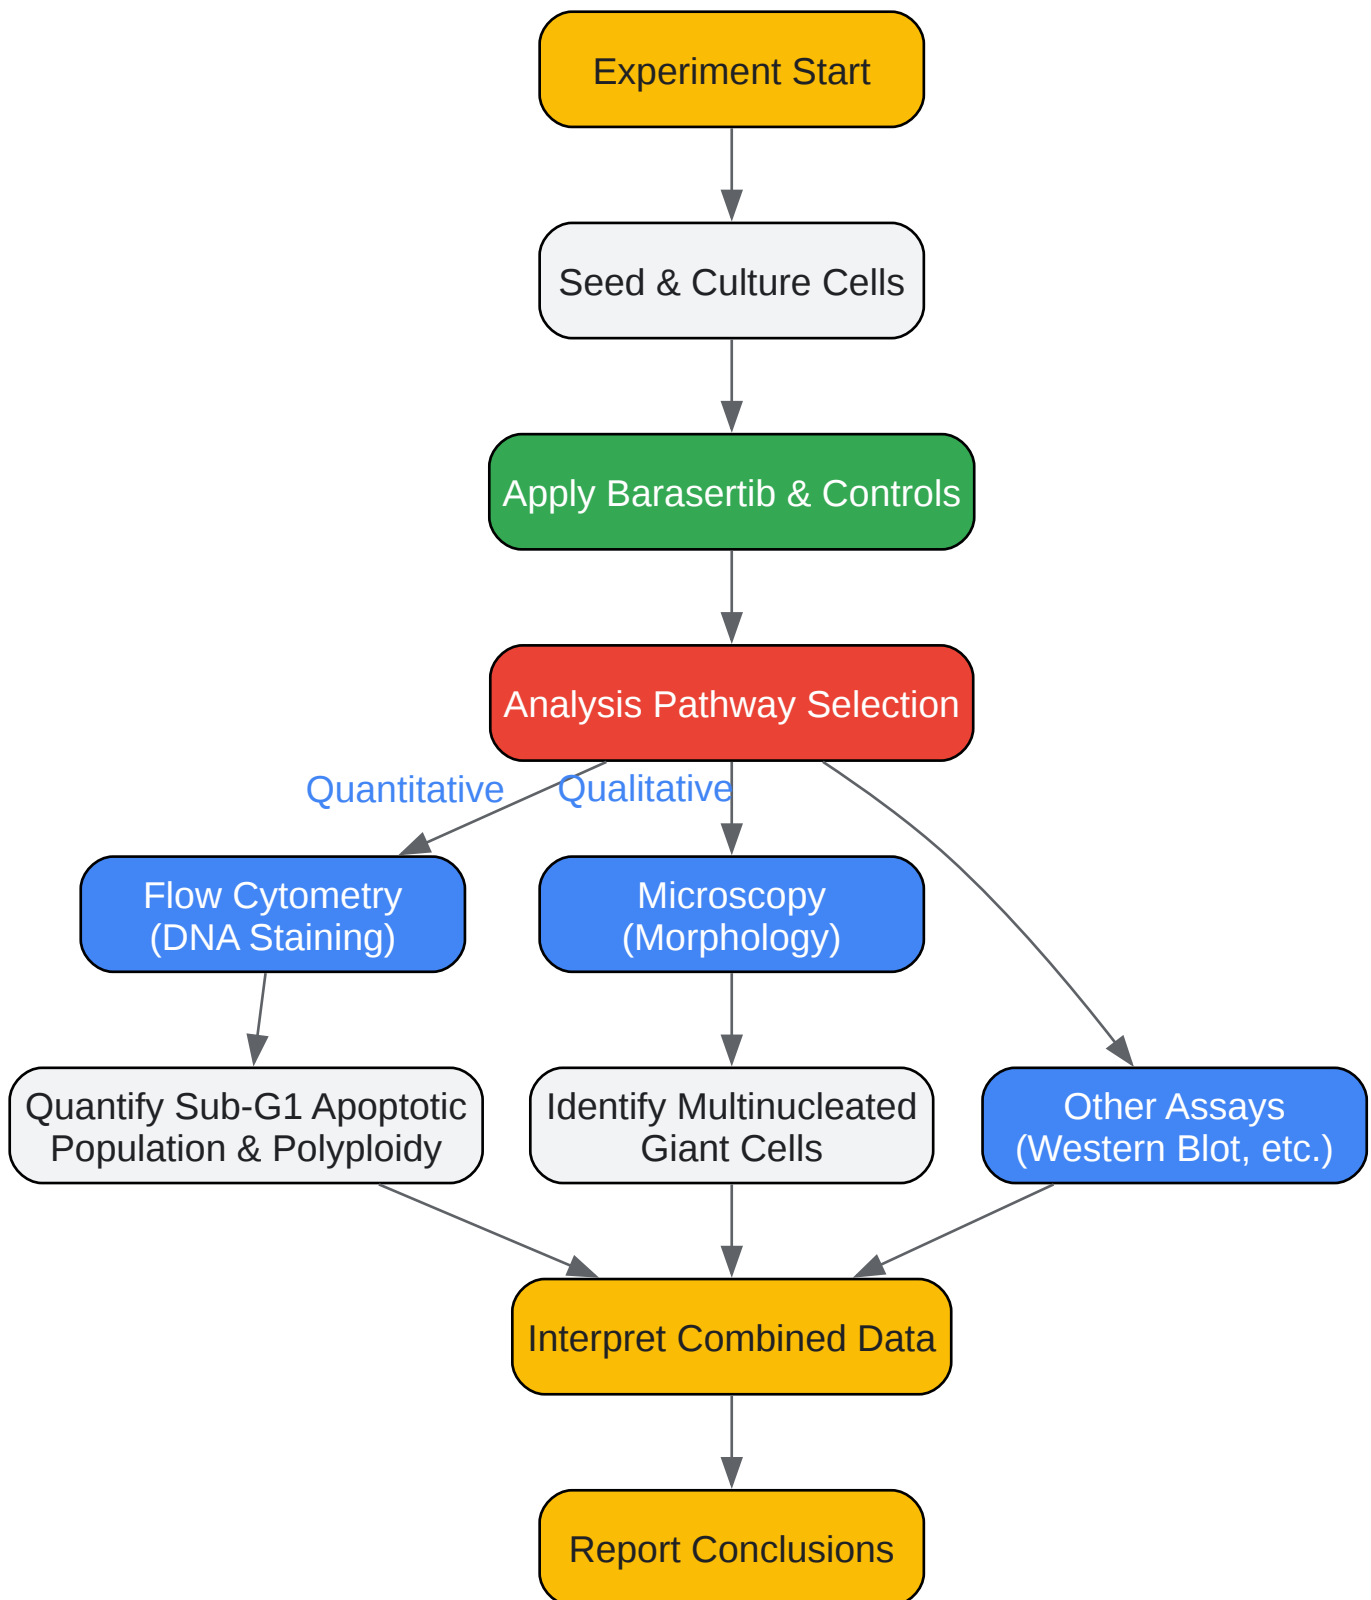 Experiment Start
Seed & Culture Cells
Apply Barasertib & Controls
Analysis Pathway Selection
Quantitative
Qualitative
Flow Cytometry
(DNA Staining)
Microscopy
(Morphology)
Quantify Sub-G1 Apoptotic
Population & Polyploidy
Identify Multinucleated
Giant Cells
Other Assays
(Western Blot, etc.)
Interpret Combined Data
Report Conclusions